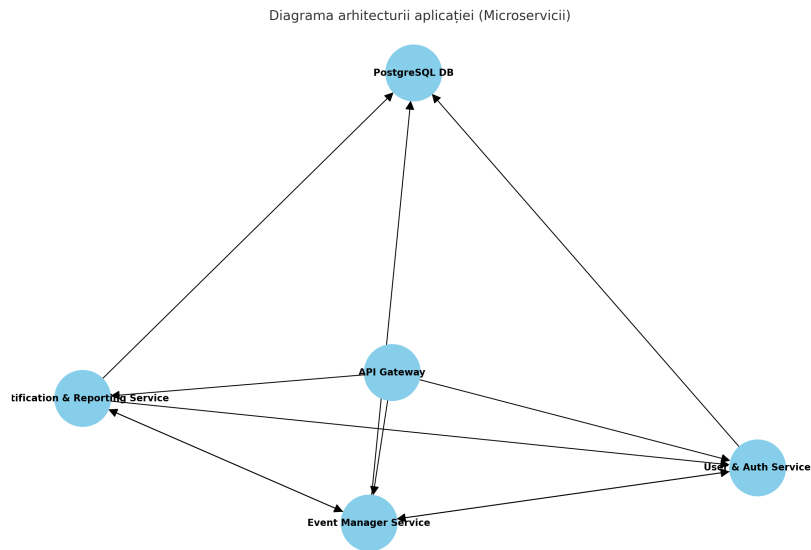 Diagrama arhitecturii aplicației (Microservicii)
PostgreSQL DB
API Gateway
tification & Reporting Service
User & Auth Service
Event Manager Service